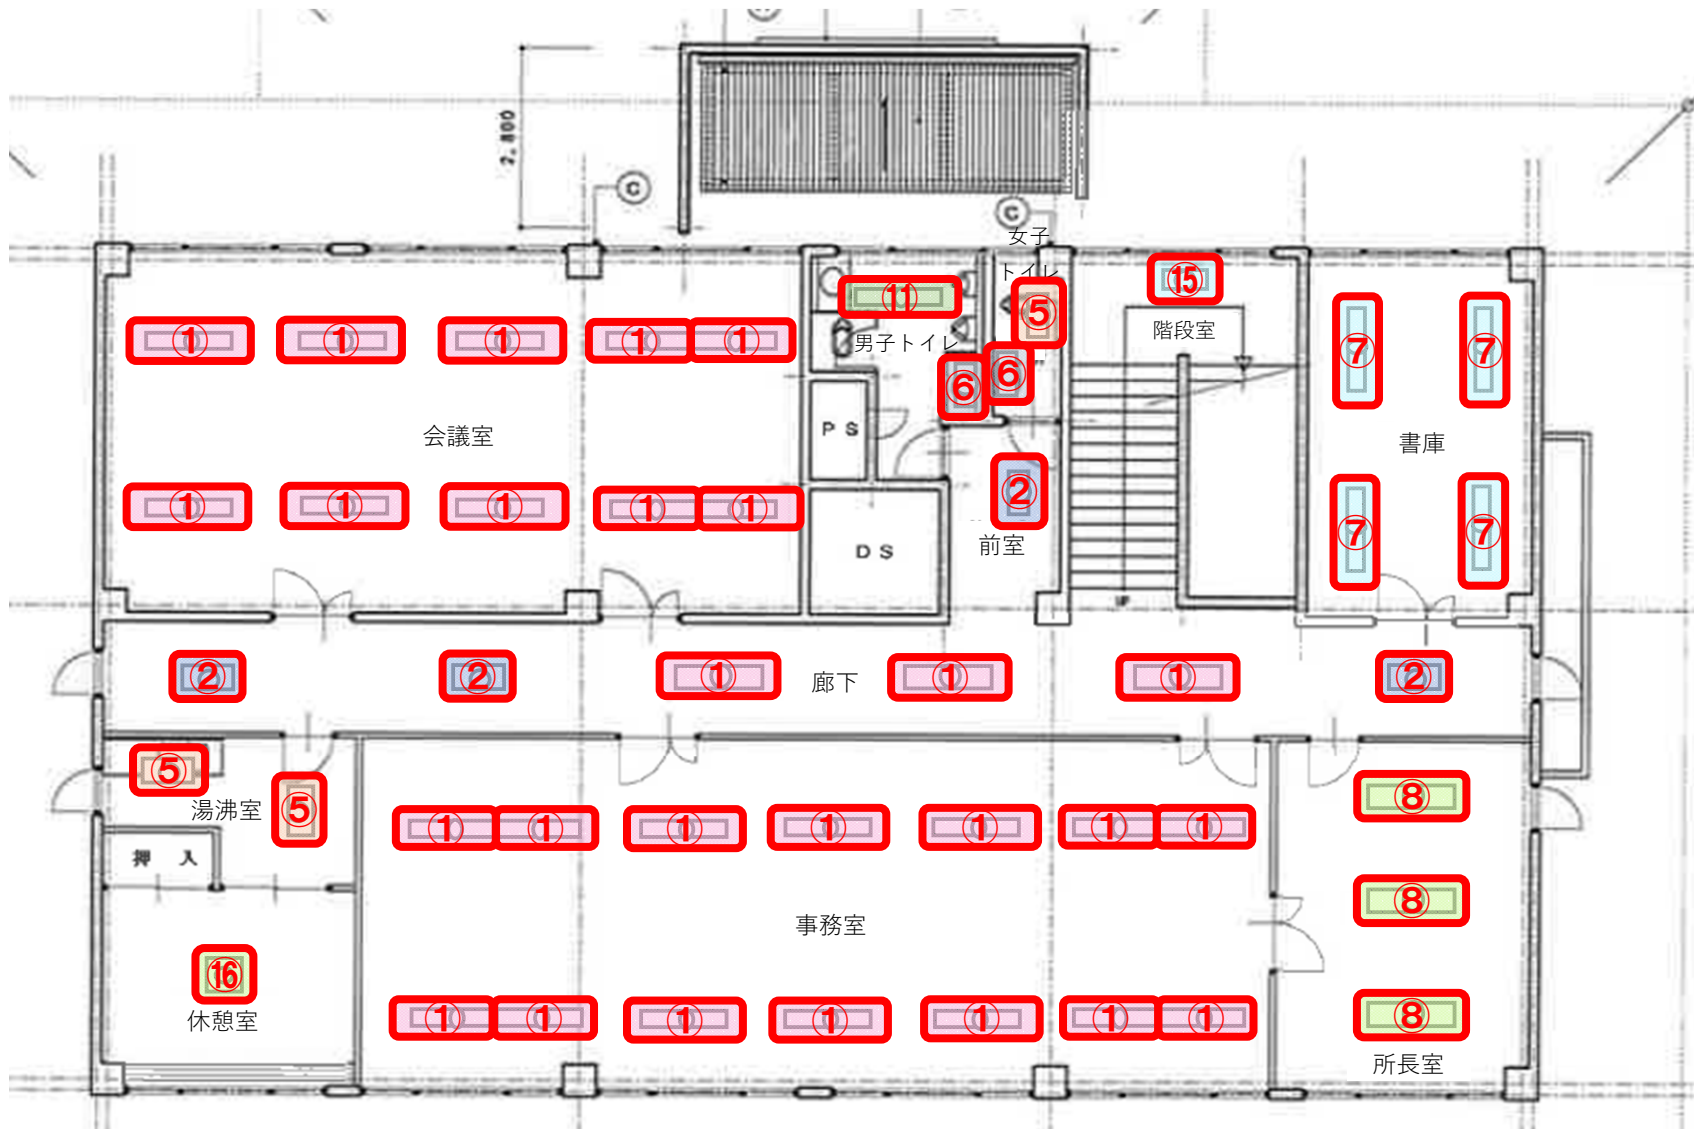 2,800
C
C
女子
トイレ
⑮
⑪
⑤
階段室
⑦ ⑦
① ① ① ① ①
男子トイレ
⑥ ⑥
会議室
PS
書庫
②
① ① ① ① ①
前室
DS
⑦ ⑦
UP
② ② ① 廊下 ① ① ②
⑤
湯沸室
⑤
⑧
① ① ① ① ① ① ①
押 入
⑧
事務室
⑯
休憩室
① ① ① ① ① ① ①
⑧
所長室